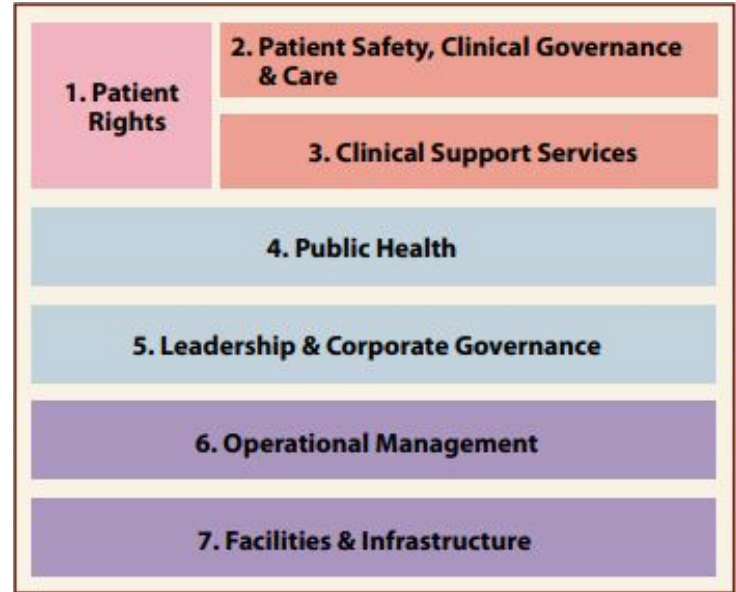 1. Patient
Rights
2. Patient Safety, Clinical Governance
& Care
3. Clinical Support Services
4. Public Health
5. Leadership & Corporate Governance
6. Operational Management
7. Facilities & Infrastructure